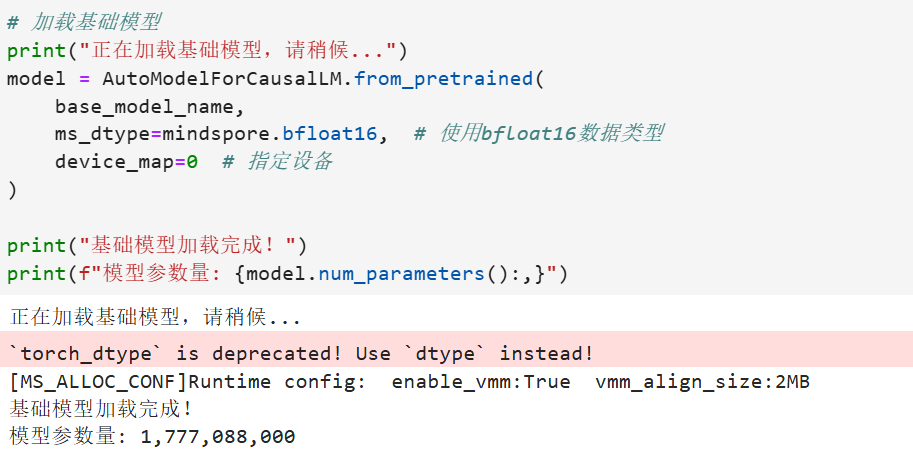 # 加载基础模型
print("正在加载基础模型，请稍候...")
model = AutoModelForCausalLM.from_pretrained(
    base_model_name,
    ms_dtype=mindspore.bfloat16,  # 使用bfloat16数据类型
    device_map=0  # 指定设备
)
print("基础模型加载完成！")
print(f"模型参数量: {model.num_parameters():,}")
正在加载基础模型，请稍候...
`torch_dtype` is deprecated! Use `dtype` instead!
[MS_ALLOC_CONF]Runtime config:  enable_vmm:True  vmm_align_size:2MB
基础模型加载完成！
模型参数量: 1,777,088,000